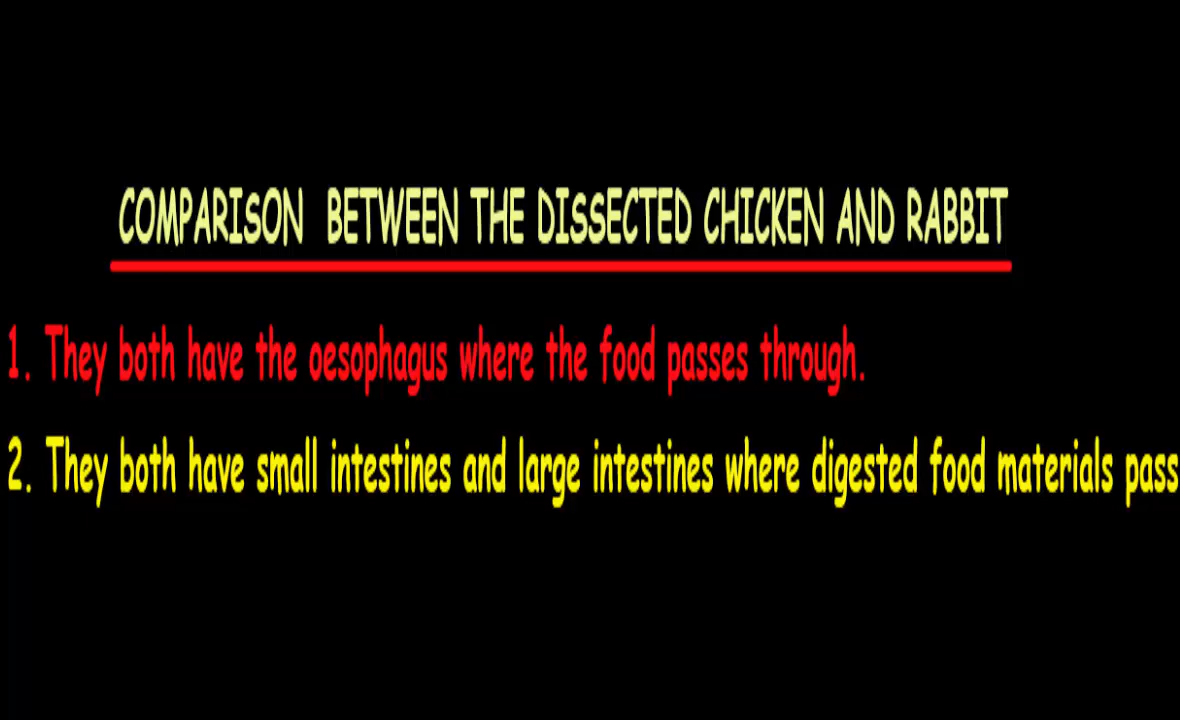 COMPARISON BETWEEN THE DISSECTED CHICKEN AND RABBIT
1. They both have the oesophagus where the food passes through.
2. They both have small intestines and large intestines where digested food materials pass